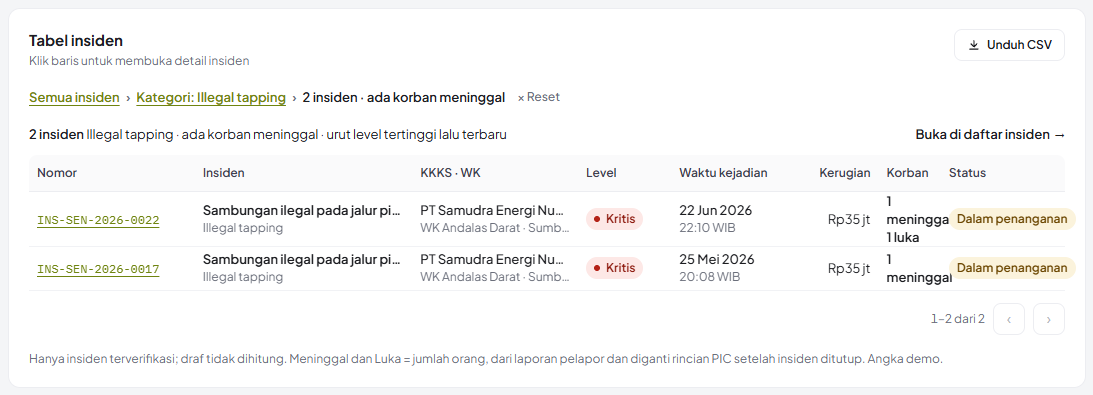 Tabel insiden
Klik baris untuk membuka detail insiden
Unduh CSV
Semua insiden › Kategori: Illegal tapping › 2 insiden · ada korban meninggal × Reset
2 insiden Illegal tapping · ada korban meninggal · urut level tertinggi lalu terbaru
Buka di daftar insiden →
Nomor Insiden KKKS · WK Level Waktu kejadian Kerugian Korban Status
INS-SEN-2026-0022
Sambungan ilegal pada jalur pi...
Illegal tapping
PT Samudra Energi Nu...
WK Andalas Darat · Sumb...
Kritis
22 Jun 2026
22:10 WIB
Rp35 jt
1
meningga
1 luka
Dalam penanganan
INS-SEN-2026-0017
Sambungan ilegal pada jalur pi...
Illegal tapping
PT Samudra Energi Nu...
WK Andalas Darat · Sumb...
Kritis
25 Mei 2026
20:08 WIB
Rp35 jt
1
meninggal
Dalam penanganan
1–2 dari 2 ‹ ›
Hanya insiden terverifikasi; draf tidak dihitung. Meninggal dan Luka = jumlah orang, dari laporan pelapor dan diganti rincian PIC setelah insiden ditutup. Angka demo.